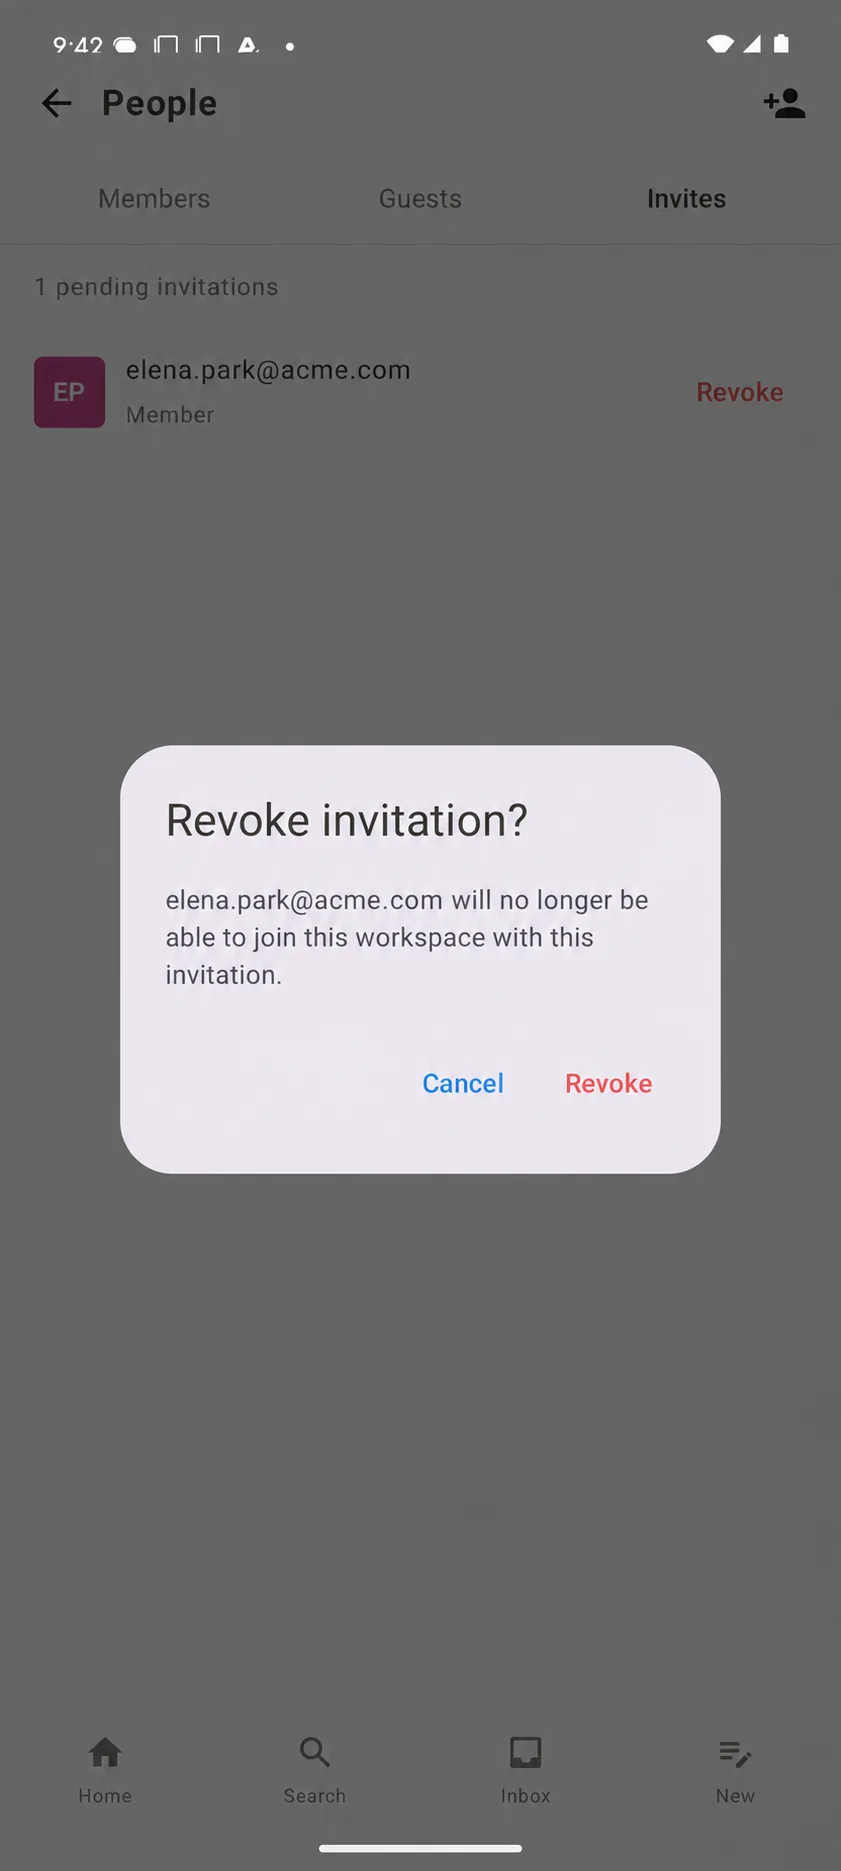 9:42
People
Members Guests Invites
1 pending invitations
EP
elena.park@acme.com
Member
Revoke
Revoke invitation?
elena.park@acme.com will no longer be
able to join this workspace with this
invitation.
Cancel Revoke
Home Search Inbox New